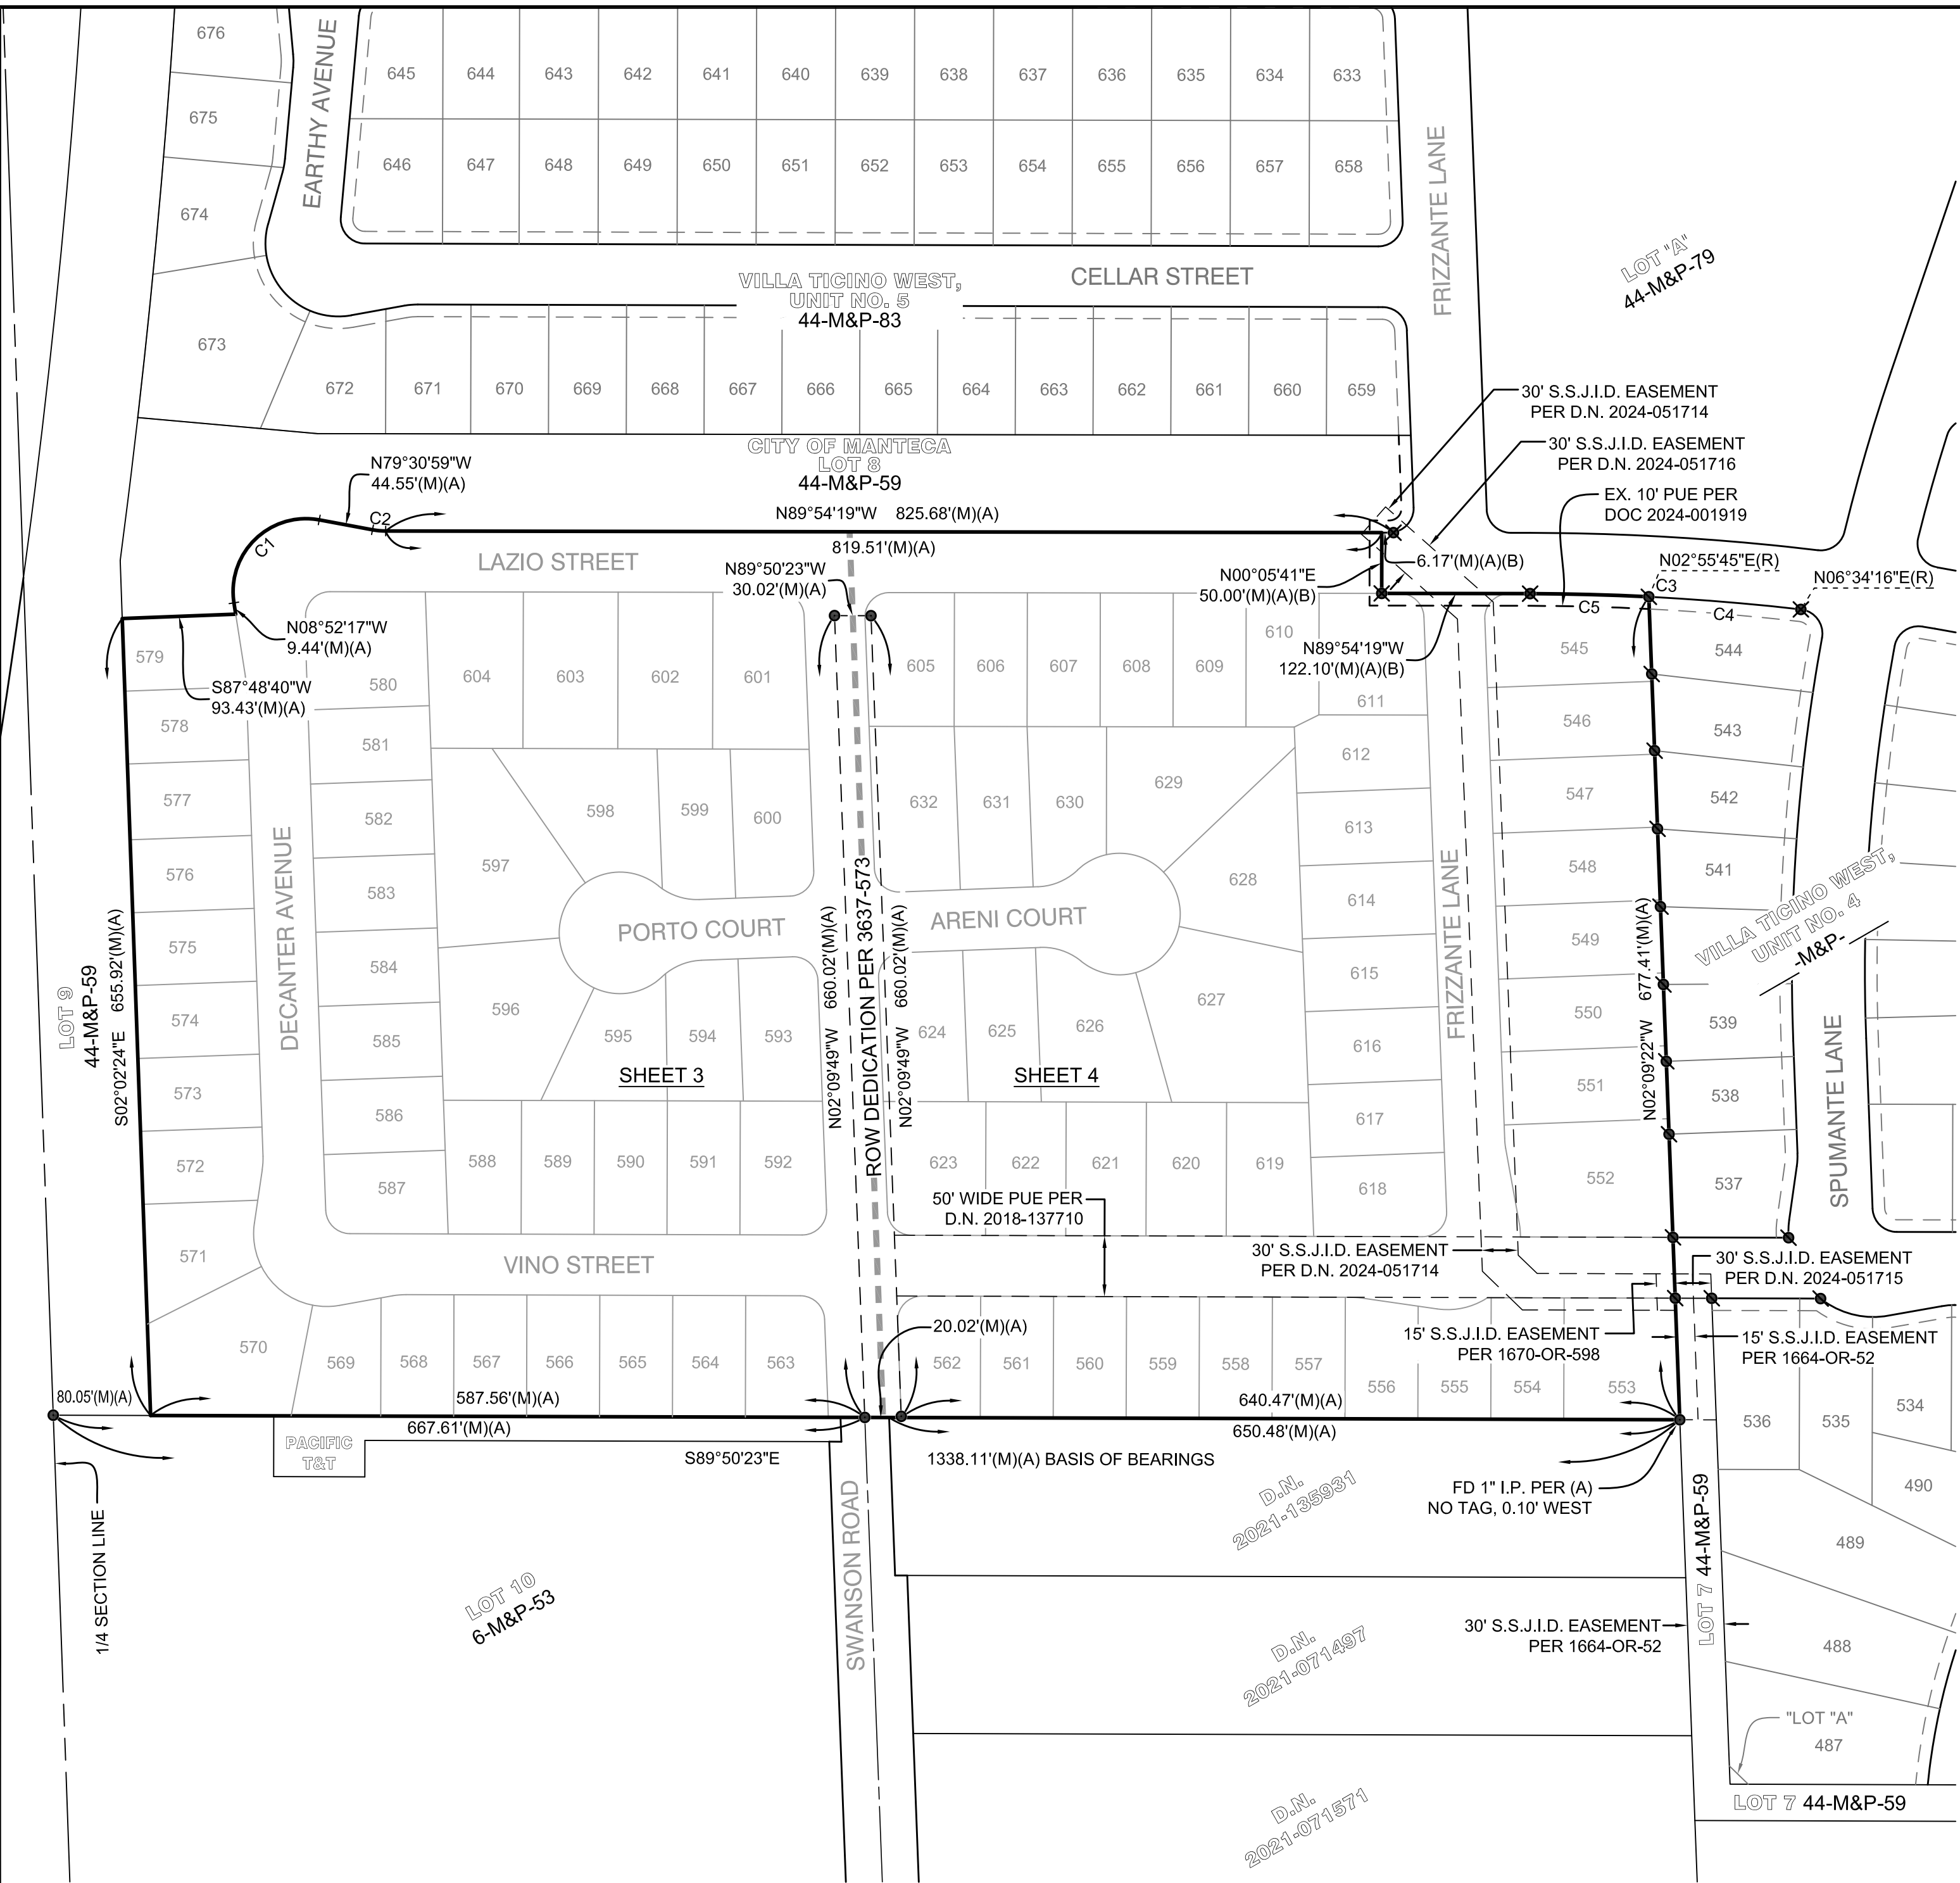 676
675
674
673
EARTHY AVENUE
645 644 643 642 641 640 639 638 637 636 635 634 633
646 647 648 649 650 651 652 653 654 655 656 657 658
FRIZZANTE LANE
LOT "A"
44-M&P-79
VILLA TICINO WEST,
UNIT NO. 5
44-M&P-83
CELLAR STREET
672 671 670 669 668 667 666 665 664 663 662 661 660 659
30' S.S.J.I.D. EASEMENT
PER D.N. 2024-051714
30' S.S.J.I.D. EASEMENT
PER D.N. 2024-051716
EX. 10' PUE PER
DOC 2024-001919
CITY OF MANTECA
LOT 8
44-M&P-59
N79°30'59"W
44.55'(M)(A)
C1
C2
N89°54'19"W 825.68'(M)(A)
819.51'(M)(A)
LAZIO STREET
N89°50'23"W
30.02'(M)(A)
6.17'(M)(A)(B)
N00°05'41"E
50.00'(M)(A)(B)
N89°54'19"W
122.10'(M)(A)(B)
C3
C4
C5
N02°55'45"E(R)
N06°34'16"E(R)
N08°52'17"W
9.44'(M)(A)
S87°48'40"W
93.43'(M)(A)
579
578
577
576
575
574
573
572
571
570
LOT 9
44-M&P-59
S02°02'24"E 655.92'(M)(A)
DECANTER AVENUE
580
581
582
583
584
585
586
587
604 603 602 601
597 598 599 600
PORTO COURT
596 595 594 593
SHEET 3
588 589 590 591 592
N02°09'49"W 660.02'(M)(A)
ROW DEDICATION PER 3637-573
N02°09'49"W 660.02'(M)(A)
605 606 607 608 609 610
611
612
613
614
615
616
617
618
632 631 630 629
628
ARENI COURT
627
624 625 626
SHEET 4
623 622 621 620 619
FRIZZANTE LANE
545
546
547
548
549
550
551
552
N02°09'22"W 677.41'(M)(A)
544
543
542
541
539
538
537
VILLA TICINO WEST,
UNIT NO. 4
-M&P-
SPUMANTE LANE
50' WIDE PUE PER
D.N. 2018-137710
VINO STREET
30' S.S.J.I.D. EASEMENT
PER D.N. 2024-051714
30' S.S.J.I.D. EASEMENT
PER D.N. 2024-051715
15' S.S.J.I.D. EASEMENT
PER 1670-OR-598
15' S.S.J.I.D. EASEMENT
PER 1664-OR-52
20.02'(M)(A)
569 568 567 566 565 564 563
562 561 560 559 558 557 556 555 554 553
80.05'(M)(A)
587.56'(M)(A)
640.47'(M)(A)
667.61'(M)(A)
650.48'(M)(A)
PACIFIC
T&T
S89°50'23"E
1338.11'(M)(A) BASIS OF BEARINGS
FD 1" I.P. PER (A)
NO TAG, 0.10' WEST
536 535 534
490
489
488
487
"LOT "A"
1/4 SECTION LINE
LOT 10
6-M&P-53
SWANSON ROAD
D.N.
2021-135931
D.N.
2021-071497
D.N.
2021-071571
30' S.S.J.I.D. EASEMENT
PER 1664-OR-52
LOT 7 44-M&P-59
LOT 7 44-M&P-59